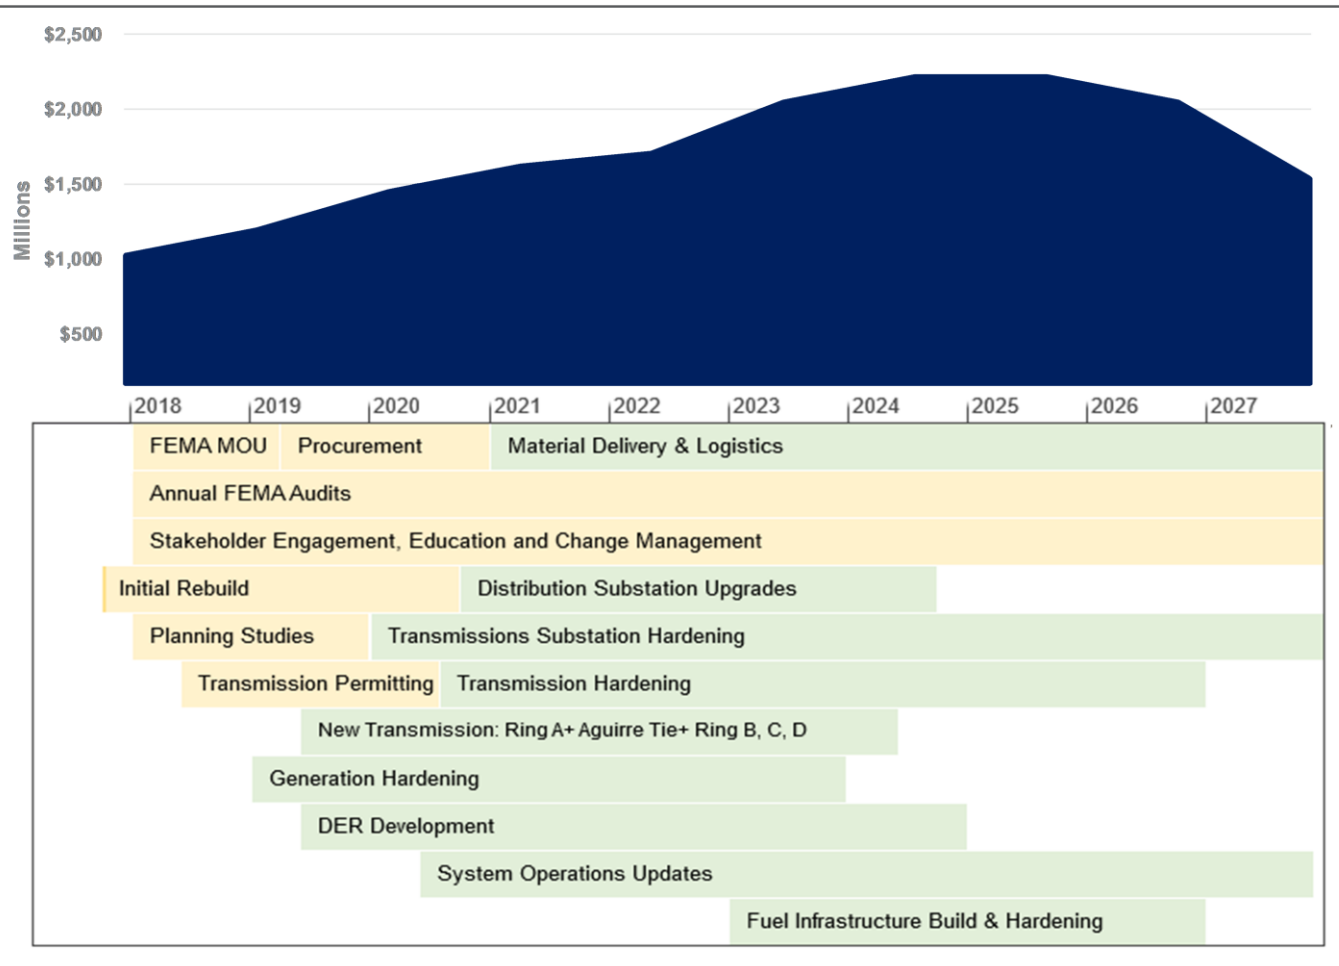 $2,500
$2,000
$1,500
$1,000
$500
Millions
2018 2019 2020 2021 2022 2023 2024 2025 2026 2027
FEMA MOU Procurement Material Delivery & Logistics
Annual FEMA Audits
Stakeholder Engagement, Education and Change Management
Initial Rebuild Distribution Substation Upgrades
Planning Studies Transmissions Substation Hardening
Transmission Permitting Transmission Hardening
New Transmission: Ring A+ Aguirre Tie+ Ring B, C, D
Generation Hardening
DER Development
System Operations Updates
Fuel Infrastructure Build & Hardening